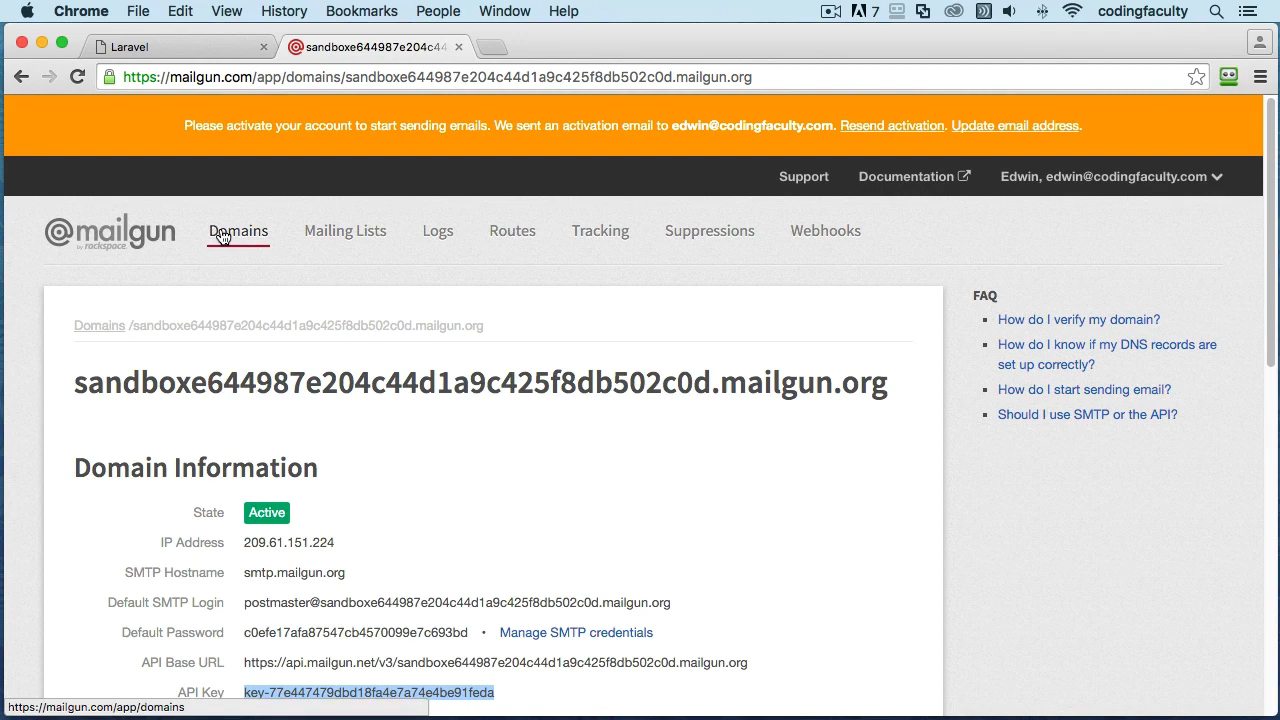 Chrome File Edit View History Bookmarks People Window Help 7 codingfaculty
Laravel sandboxe644987e204c44
https://mailgun.com/app/domains/sandboxe644987e204c44d1a9c425f8db502c0d.mailgun.org
Please activate your account to start sending emails. We sent an activation email to edwin@codingfaculty.com. Resend activation. Update email address.
Support Documentation Edwin, edwin@codingfaculty.com
@mailgun Domains Mailing Lists Logs Routes Tracking Suppressions Webhooks
by rackspace
Domains /sandboxe644987e204c44d1a9c425f8db502c0d.mailgun.org
sandboxe644987e204c44d1a9c425f8db502c0d.mailgun.org
Domain Information
State Active
IP Address 209.61.151.224
SMTP Hostname smtp.mailgun.org
Default SMTP Login postmaster@sandboxe644987e204c44d1a9c425f8db502c0d.mailgun.org
Default Password c0efe17afa87547cb4570099e7c693bd • Manage SMTP credentials
API Base URL https://api.mailgun.net/v3/sandboxe644987e204c44d1a9c425f8db502c0d.mailgun.org
API Key key-77e447479dbd18fa4e7a74e4be91feda
FAQ
How do I verify my domain?
How do I know if my DNS records are
set up correctly?
How do I start sending email?
Should I use SMTP or the API?
https://mailgun.com/app/domains